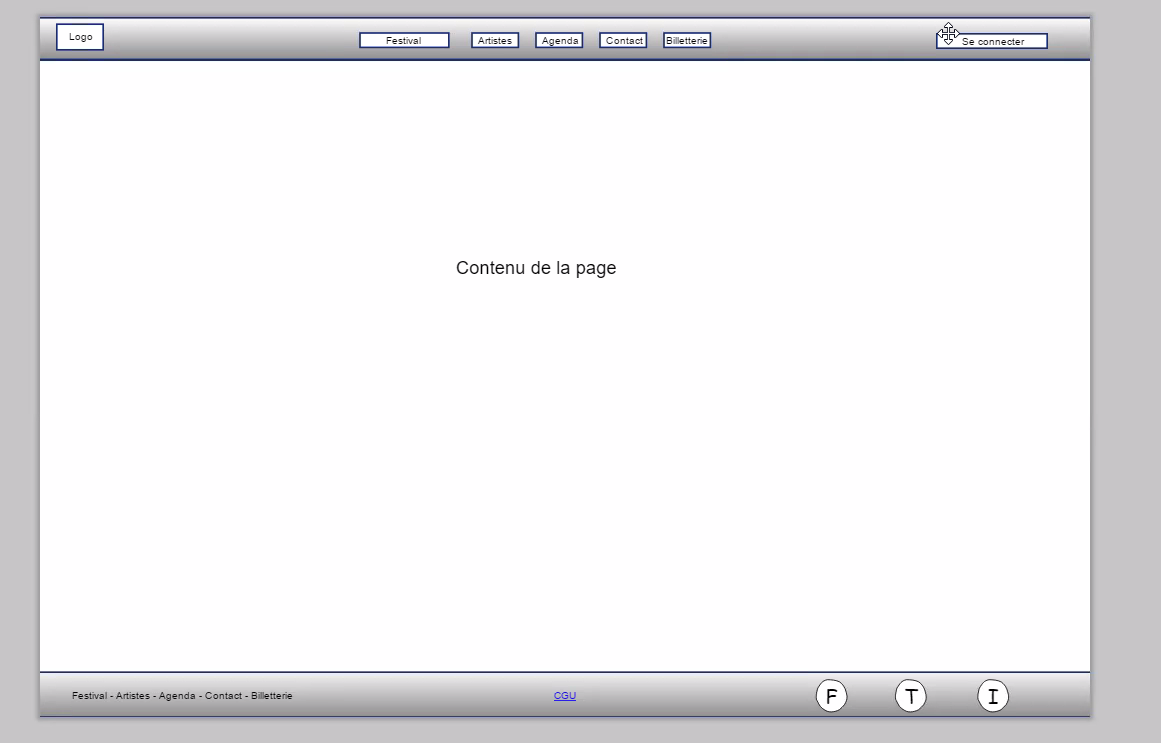 Logo
Festival
Artistes
Agenda
Contact
Billetterie
Se connecter
Contenu de la page
Festival - Artistes - Agenda - Contact - Billetterie
CGU
F
T
I